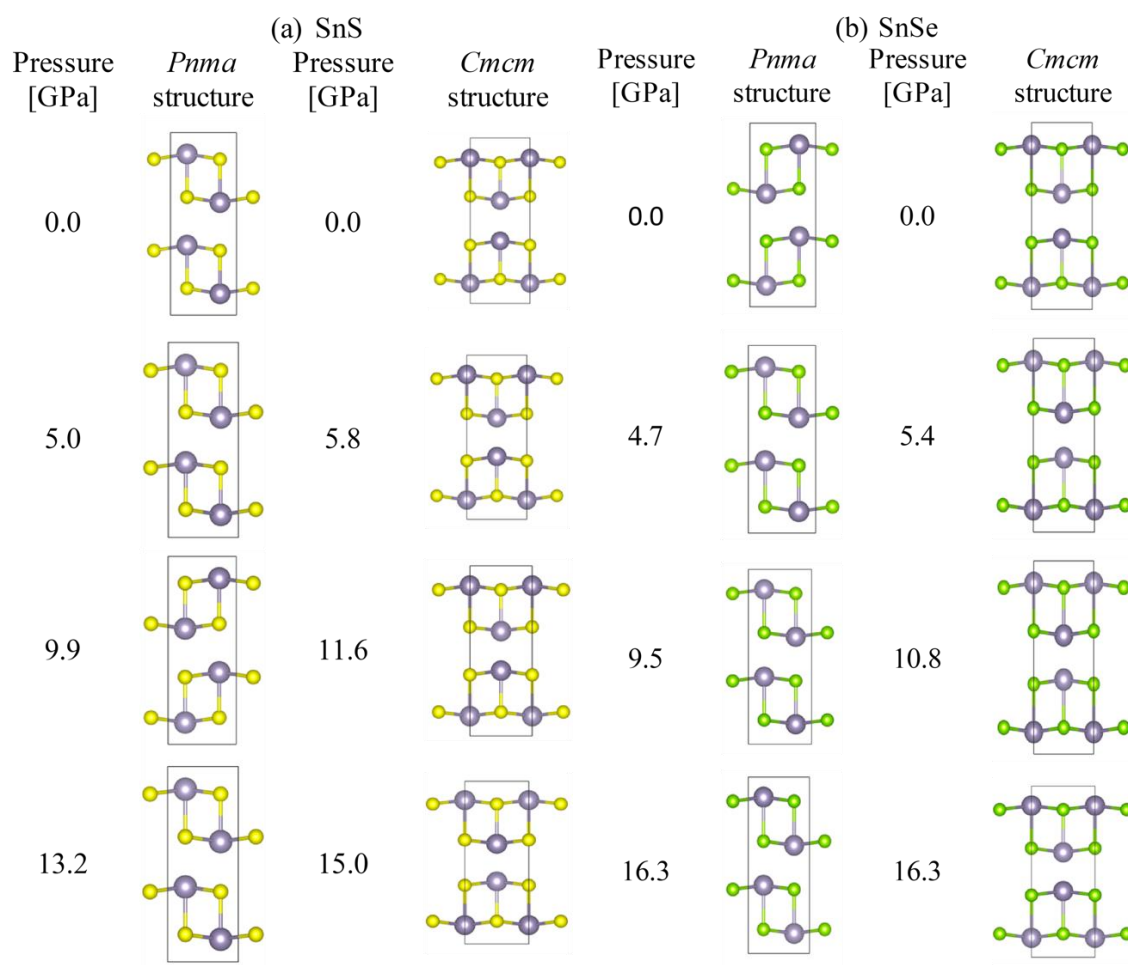 (a) SnS
(b) SnSe
Pressure [GPa]
Pnma structure
Pressure [GPa]
Cmcm structure
Pressure [GPa]
Pnma structure
Pressure [GPa]
Cmcm structure
0.0 0.0 0.0 0.0
5.0 5.8 4.7 5.4
9.9 11.6 9.5 10.8
13.2 15.0 16.3 16.3